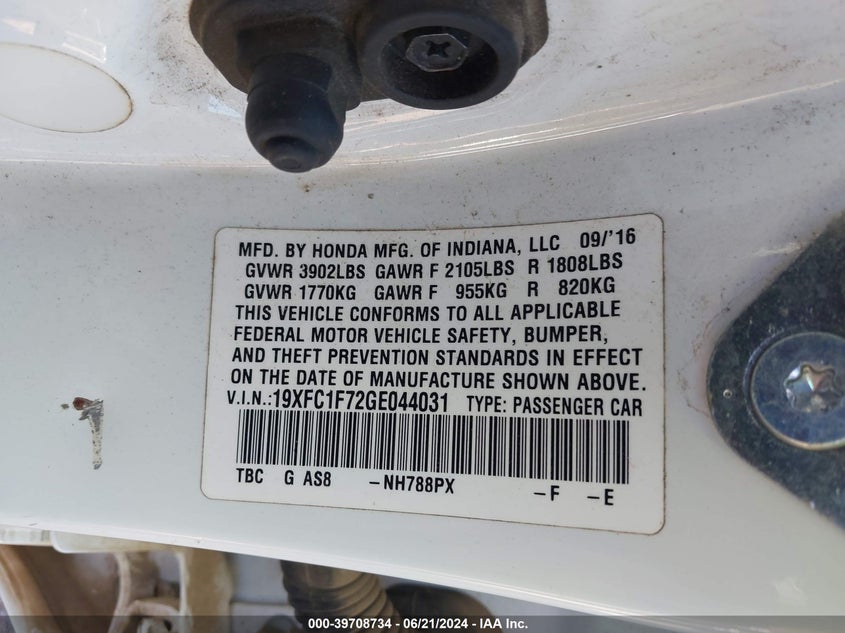 MFD. BY HONDA MFG. OF INDIANA, LLC 09/'16
GVWR 3902LBS GAWR F 2105LBS R 1808LBS
GVWR 1770KG GAWR F 955KG R 820KG
THIS VEHICLE CONFORMS TO ALL APPLICABLE
FEDERAL MOTOR VEHICLE SAFETY, BUMPER,
AND THEFT PREVENTION STANDARDS IN EFFECT
ON THE DATE OF MANUFACTURE SHOWN ABOVE.
V.I.N.:19XFC1F72GE044031 TYPE: PASSENGER CAR
TBC G AS8 -NH788PX -F -E
000-39708734 / 06/21/2024 / IAA Inc.